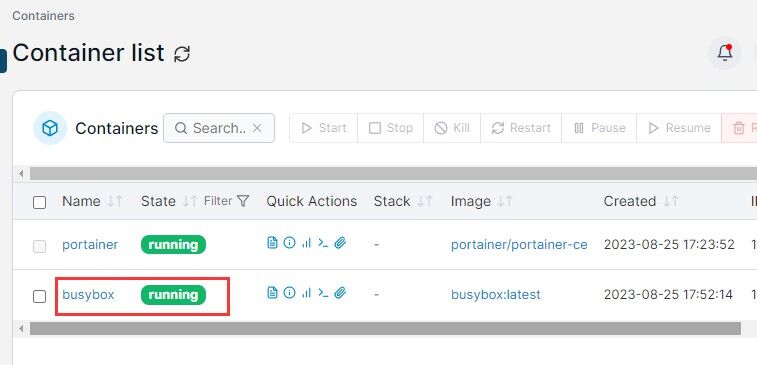 Containers
Container list
Containers Search.. Start Stop Kill Restart Pause Resume
Name State Filter Quick Actions Stack Image Created
portainer running - portainer/portainer-ce 2023-08-25 17:23:52
busybox running - busybox:latest 2023-08-25 17:52:14